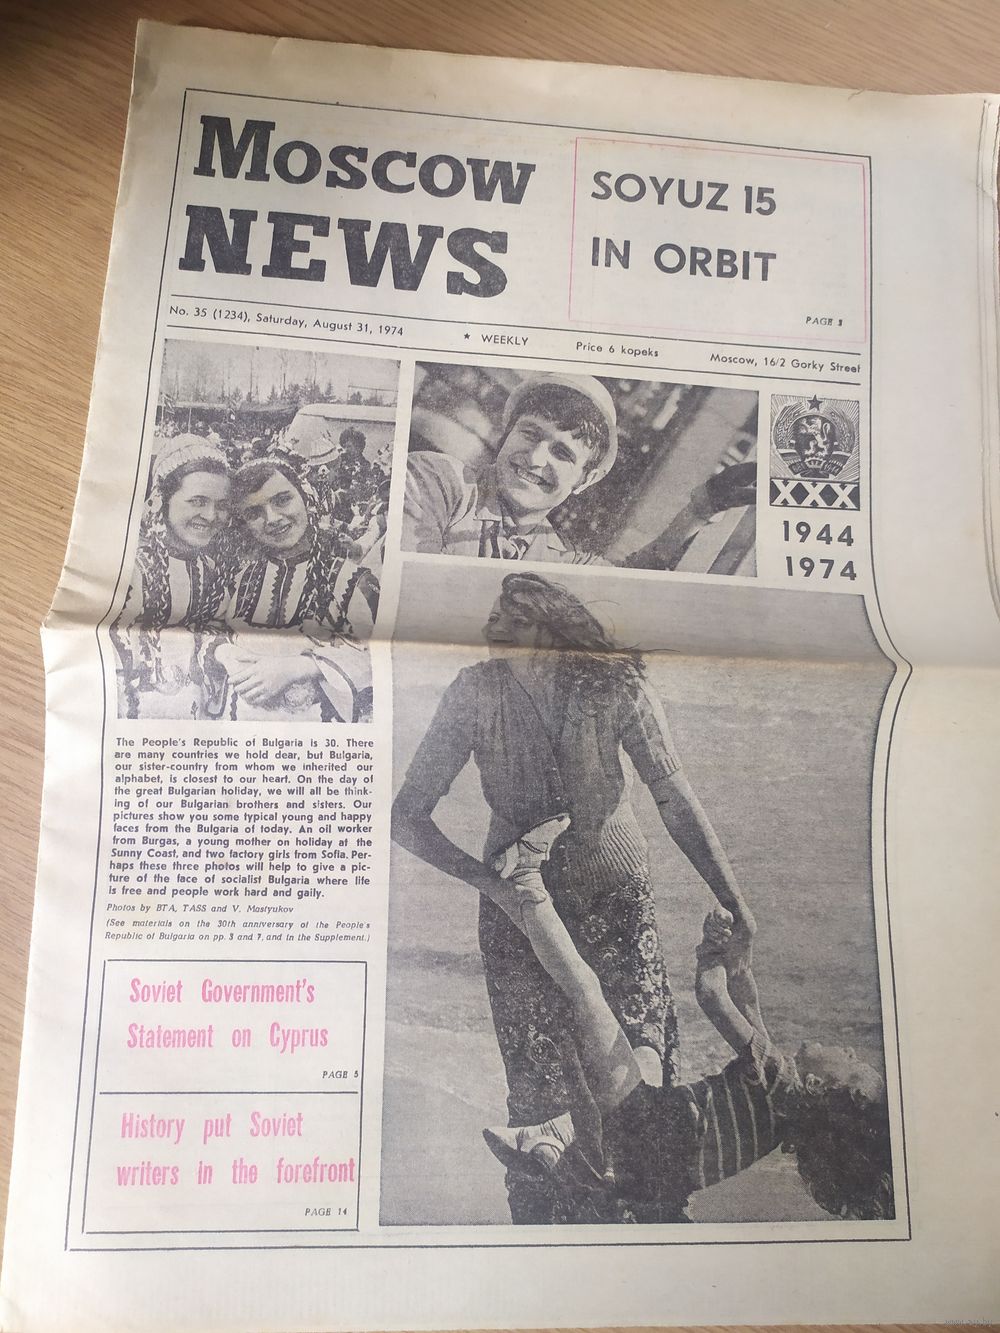 MOSCOW
NEWS
SOYUZ 15
IN ORBIT
PAGE 3
No. 35 (1234), Saturday, August 31, 1974
★ WEEKLY
Price 6 kopeks
Moscow, 16/2 Gorky Street
XXX
1944
1974
The People's Republic of Bulgaria is 30. There
are many countries we hold dear, but Bulgaria,
our sister-country from whom we inherited our
alphabet, is closest to our heart. On the day of
the great Bulgarian holiday, we will all be think-
ing of our Bulgarian brothers and sisters. Our
pictures show you some typical young and happy
faces from the Bulgaria of today. An oil worker
from Burgas, a young mother on holiday at the
Sunny Coast, and two factory girls from Sofia. Per-
haps these three photos will help to give a pic-
ture of the face of socialist Bulgaria where life
is free and people work hard and gaily.
Photos by BTA, TASS and V. Mastyukov
(See materials on the 30th anniversary of the People's
Republic of Bulgaria on pp. 3 and 7, and in the Supplement.)
Soviet Government's
Statement on Cyprus
PAGE 5
History put Soviet
writers in the forefront
PAGE 14